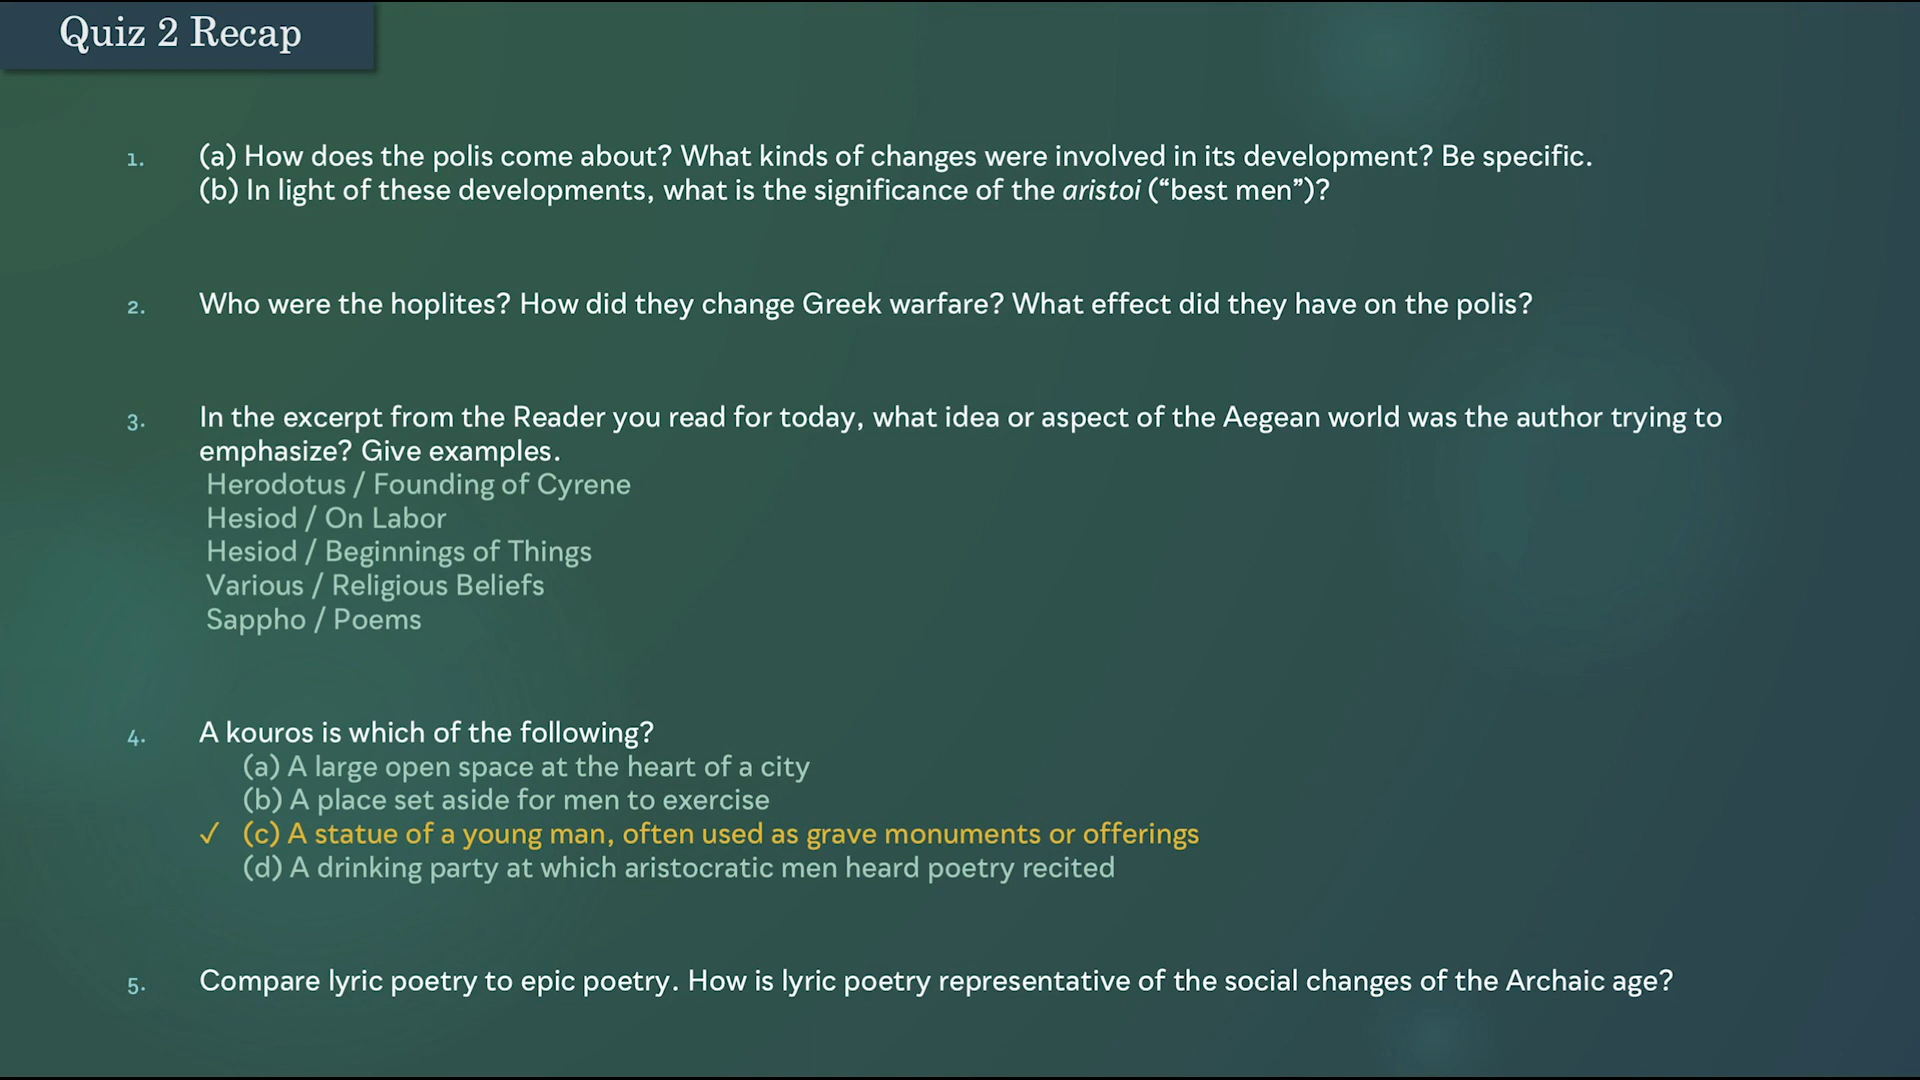 Quiz 2 Recap
1. (a) How does the polis come about? What kinds of changes were involved in its development? Be specific.
(b) In light of these developments, what is the significance of the aristoi (“best men”)?
2. Who were the hoplites? How did they change Greek warfare? What effect did they have on the polis?
3. In the excerpt from the Reader you read for today, what idea or aspect of the Aegean world was the author trying to
emphasize? Give examples.
Herodotus / Founding of Cyrene
Hesiod / On Labor
Hesiod / Beginnings of Things
Various / Religious Beliefs
Sappho / Poems
4. A kouros is which of the following?
(a) A large open space at the heart of a city
(b) A place set aside for men to exercise
✓ (c) A statue of a young man, often used as grave monuments or offerings
(d) A drinking party at which aristocratic men heard poetry recited
5. Compare lyric poetry to epic poetry. How is lyric poetry representative of the social changes of the Archaic age?